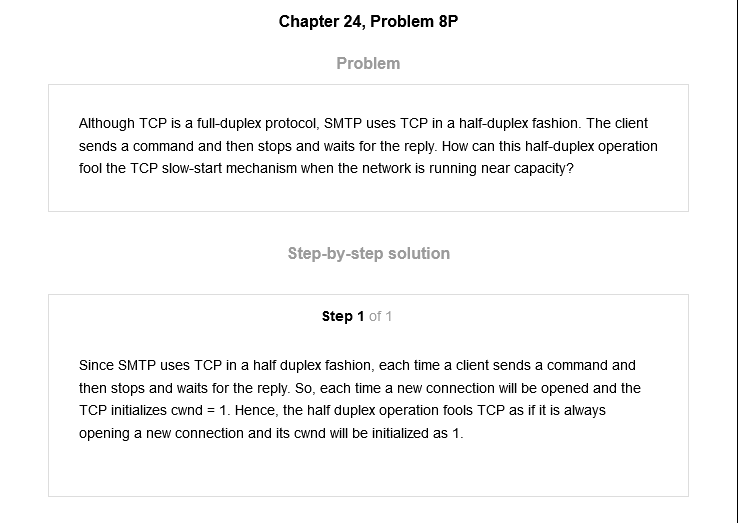 Chapter 24, Problem 8P
Problem
Although TCP is a full-duplex protocol, SMTP uses TCP in a half-duplex fashion. The client
sends a command and then stops and waits for the reply. How can this half-duplex operation
fool the TCP slow-start mechanism when the network is running near capacity?
Step-by-step solution
Step 1 of 1
Since SMTP uses TCP in a half duplex fashion, each time a client sends a command and
then stops and waits for the reply. So, each time a new connection will be opened and the
TCP initializes cwnd = 1. Hence, the half duplex operation fools TCP as if it is always
opening a new connection and its cwnd will be initialized as 1.